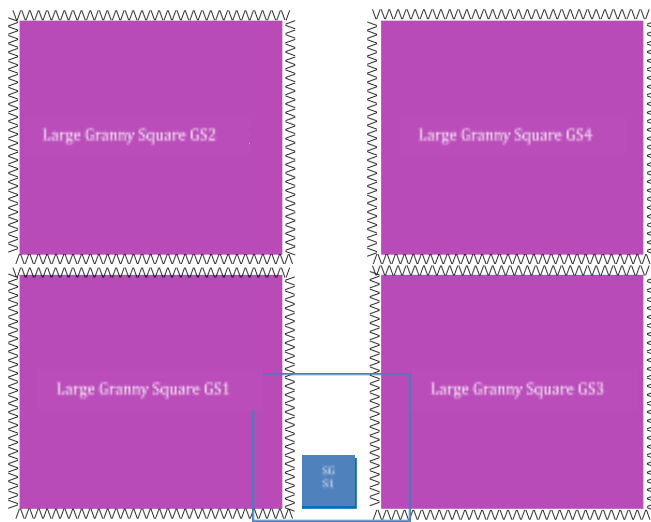 Large Granny Square GS2
Large Granny Square GS4
Large Granny Square GS1
Large Granny Square GS3
SG
S1